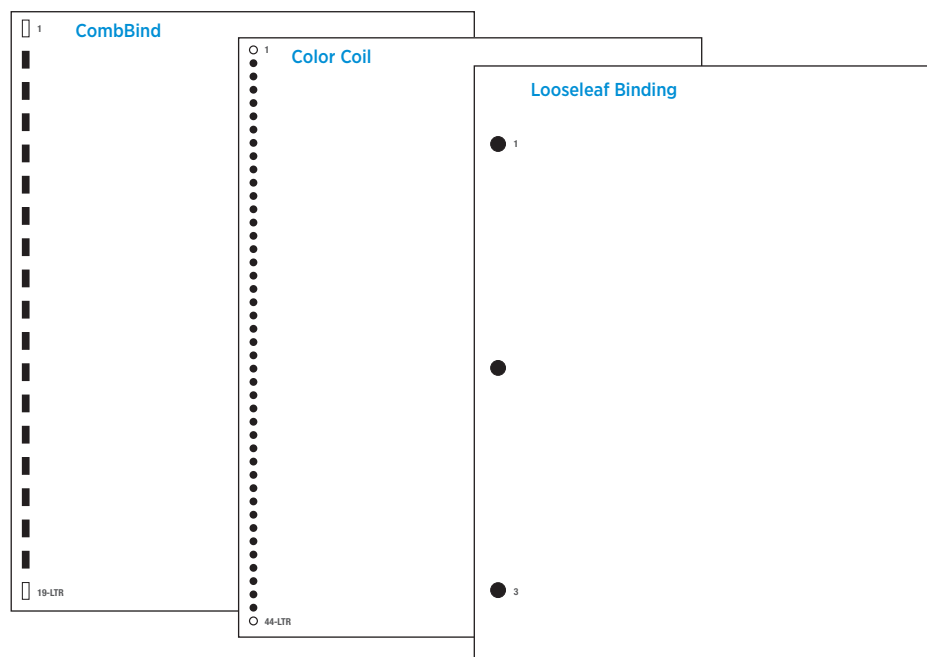 1
CombBind
19-LTR
1
Color Coil
44-LTR
Looseleaf Binding
1
3